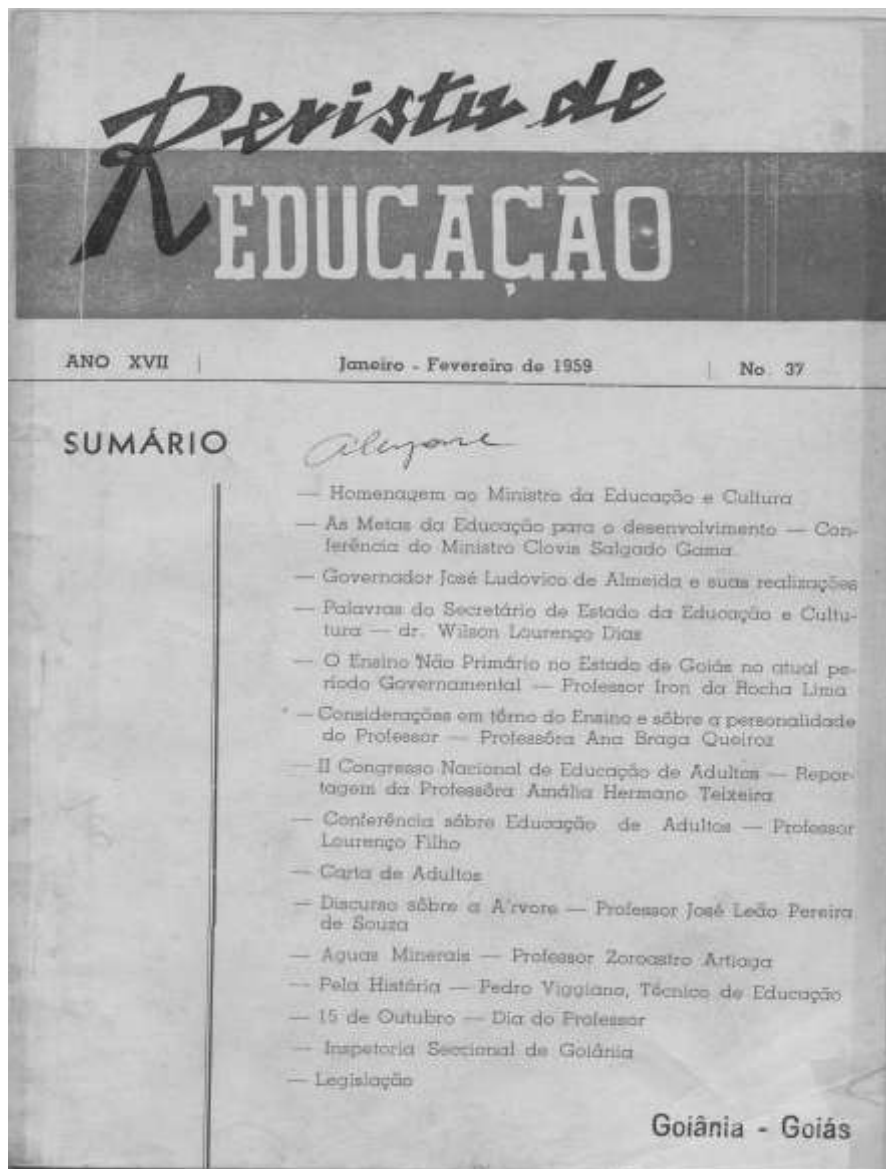 Revista de
EDUCAÇÂO
ANO XVII | Janeiro - Fevereiro de 1959 | No. 37
SUMÁRIO
— Homenagem ao Ministro da Educação e Cultura
— As Metas da Educação para o desenvolvimento — Con-
ferência do Ministro Clovis Salgado Gama.
— Governador José Ludovico de Almeida e suas realizações
— Palavras do Secretário de Estado da Educação e Cultu-
tura — dr. Wilson Lourenço Dias
— O Ensino Não Primário no Estado de Goiás no atual pe-
ríodo Governamental — Professor Iron da Rocha Lima
— Considerações em tôrno do Ensino e sôbre a personalidade
do Professor — Professôra Ana Braga Queiroz
— II Congresso Nacional de Educação de Adultos — Repor-
tagem da Professôra Amália Hermano Teixeira
— Conferência sôbre Educação de Adultos — Professor
Lourenço Filho
— Carta de Adultos
— Discurso sôbre a A'rvore — Professor José Leão Pereira
de Souza
— Aguas Minerais — Professor Zoroastro Artiaga
— Pela História — Pedro Viggiano, Técnico de Educação
— 15 de Outubro — Dia do Professor
— Inspetoria Seccional de Goiânia
— Legislação
Goiânia - Goiás